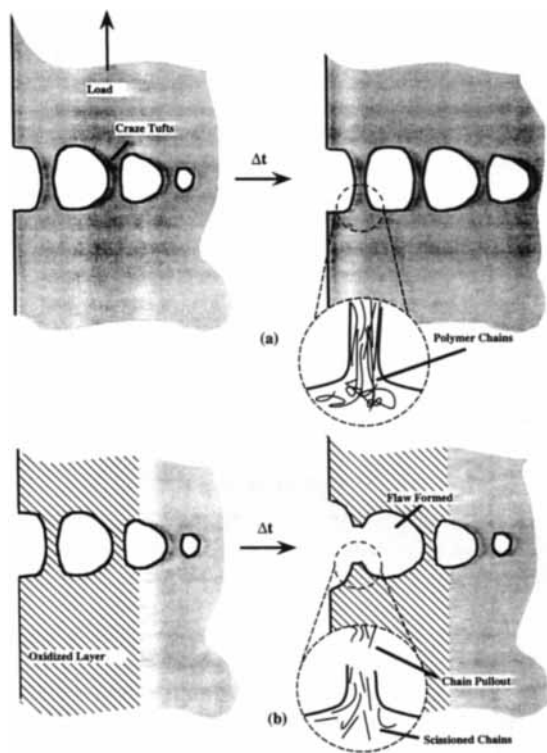 Load
Craze Tufts
Δt
(a)
Polymer Chains
Δt
Flaw Formed
Oxidized Layer
Chain Pullout
(b)
Scissioned Chains